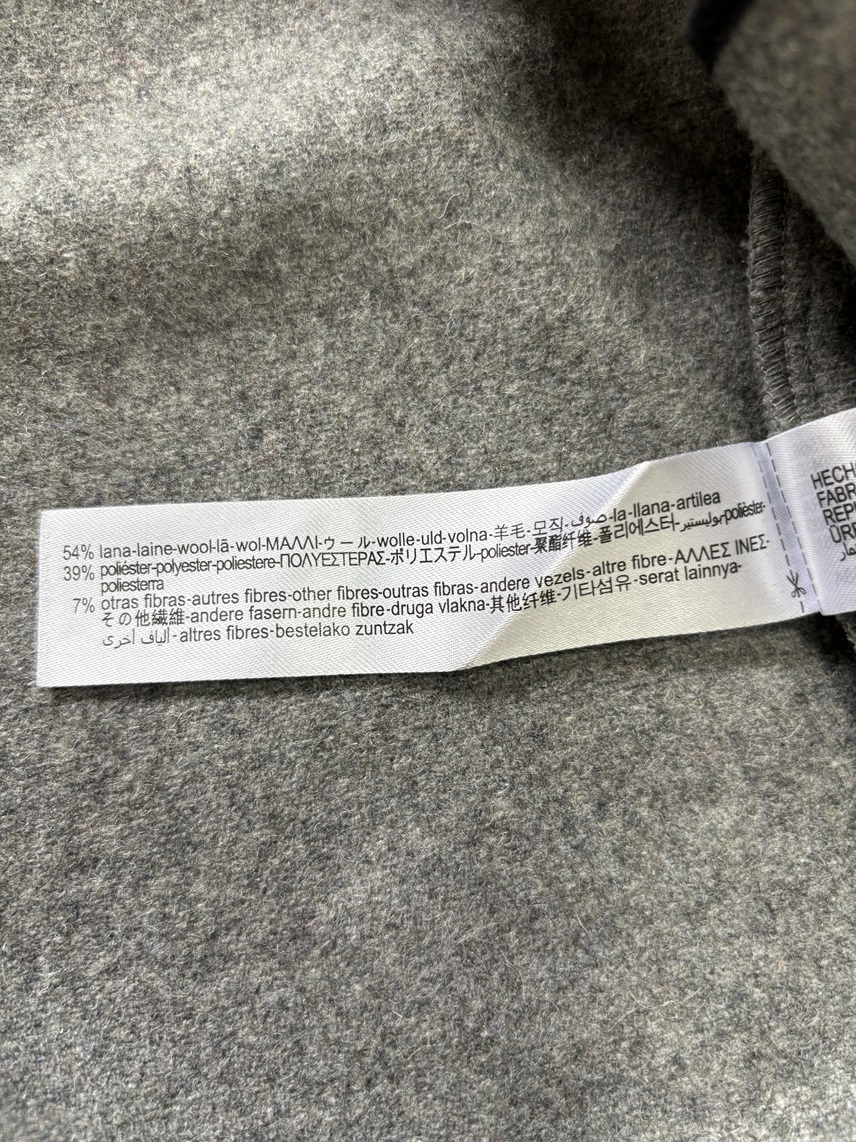 54% lana-laine-wool-lã-wol-ΜΑΛΛΙ-ウール-wolle-uld-volna-羊毛-모직-صوف-la-llana-artilea
39% poliéster-polyester-poliestere-ΠΟΛΥΕΣΤΕΡΑΣ-ポリエステル-poliester-聚酯纤维-폴리에스터-بوليستير-polièster-
poliesterra
7% otras fibras-autres fibres-other fibres-outras fibras-andere vezels-altre fibre-ΑΛΛΕΣ ΙΝΕΣ-
その他繊維-andere fasern-andre fibre-druga vlakna-其他纤维-기타섬유-serat lainnya-
ألياف أخرى-altres fibres-bestelako zuntzak
HECH
FABR
REP